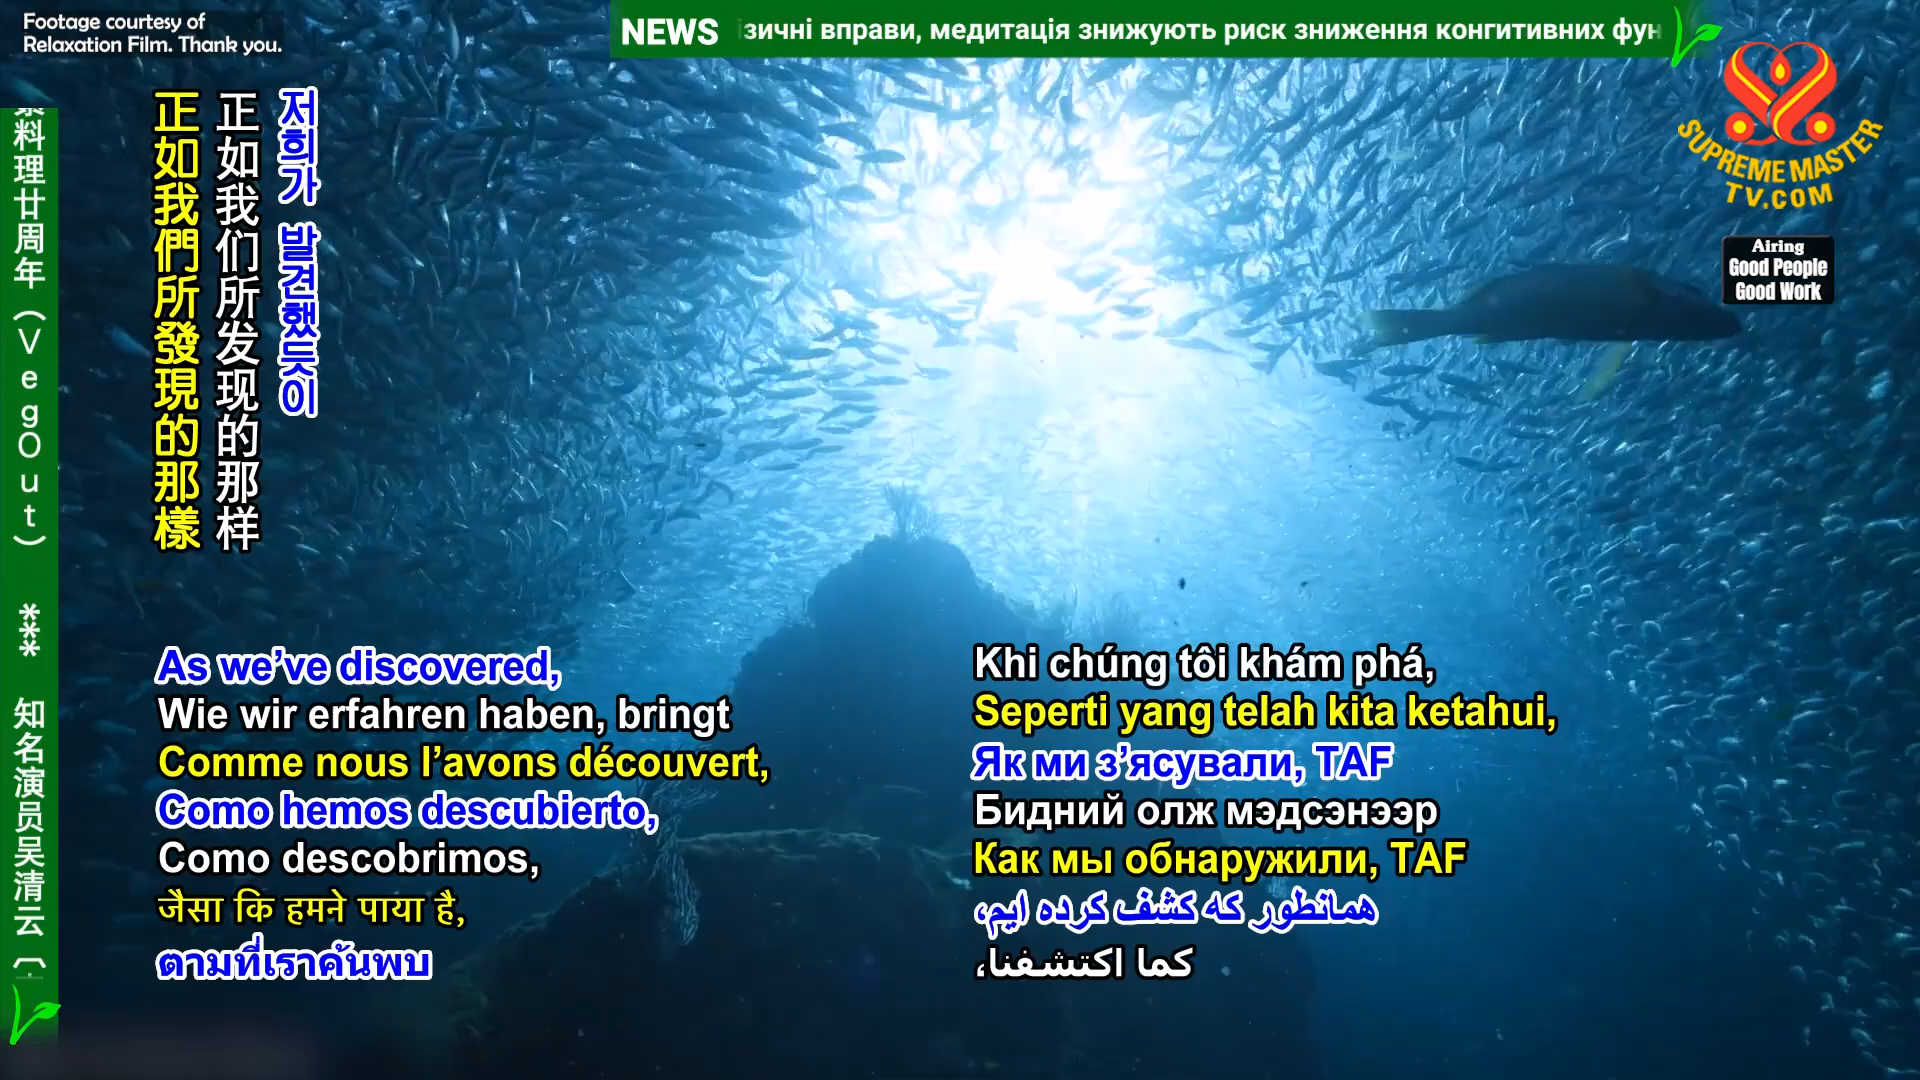 Footage courtesy of
Relaxation Film. Thank you.
NEWS
ізичні вправи, медитація знижують риск зниження конгитивних фун
SUPREME MASTER
TV.COM
Airing
Good People
Good Work
料理廿周年（VegOut） *** 知名演员吴清云
正如我們所發現的那樣
正如我们所发现的那样
저희가 발견했듯이
As we’ve discovered,
Wie wir erfahren haben, bringt
Comme nous l’avons découvert,
Como hemos descubierto,
Como descobrimos,
जैसा कि हमने पाया है,
ตามที่เราค้นพบ
Khi chúng tôi khám phá,
Seperti yang telah kita ketahui,
Як ми з’ясували, TAF
Бидний олж мэдсэнээр
Как мы обнаружили, TAF
همانطور که کشف کرده ایم،
كما اكتشفنا،